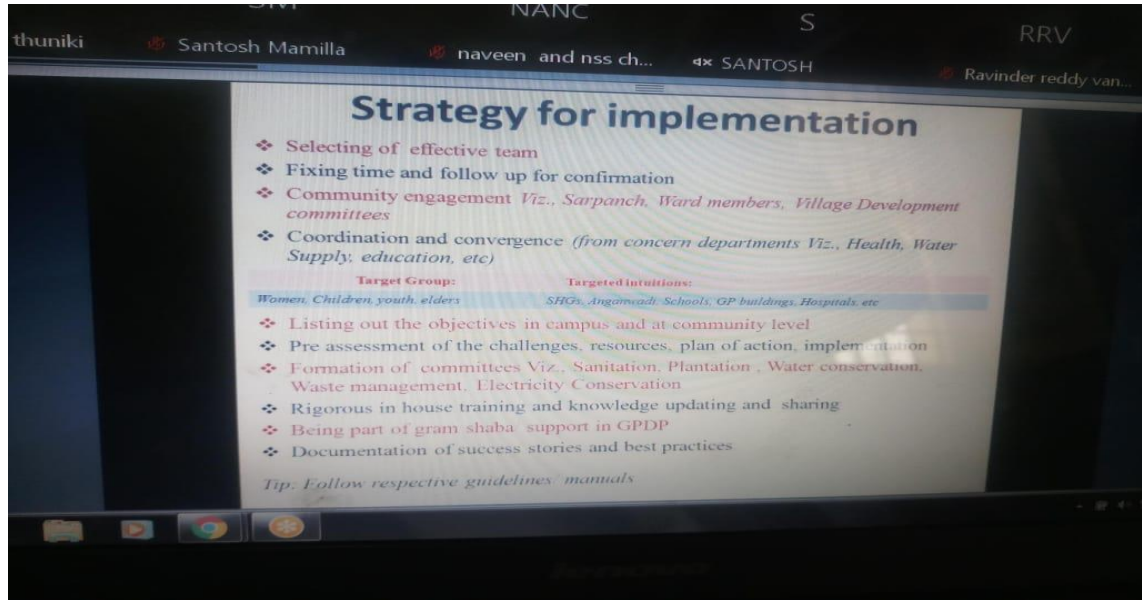 NANC
S
RRV
thuniki
Santosh Mamilla
naveen and nss ch...
SANTOSH
Ravinder reddy van...
Strategy for implementation
❖ Selecting of effective team
❖ Fixing time and follow up for confirmation
❖ Community engagement Viz., Sarpanch, Ward members, Village Development
committees
❖ Coordination and convergence (from concern departments Viz., Health, Water
Supply, education, etc)
Target Group: Targeted intuitions:
Women, Children, youth, elders SHGs, Anganwadi, Schools, GP buildings, Hospitals, etc
❖ Listing out the objectives in campus and at community level
❖ Pre assessment of the challenges, resources, plan of action, implementation
❖ Formation of committees Viz., Sanitation, Plantation , Water conservation,
Waste management, Electricity Conservation
❖ Rigorous in house training and knowledge updating and sharing
❖ Being part of gram shaba support in GPDP
❖ Documentation of success stories and best practices
Tip: Follow respective guidelines/ manuals